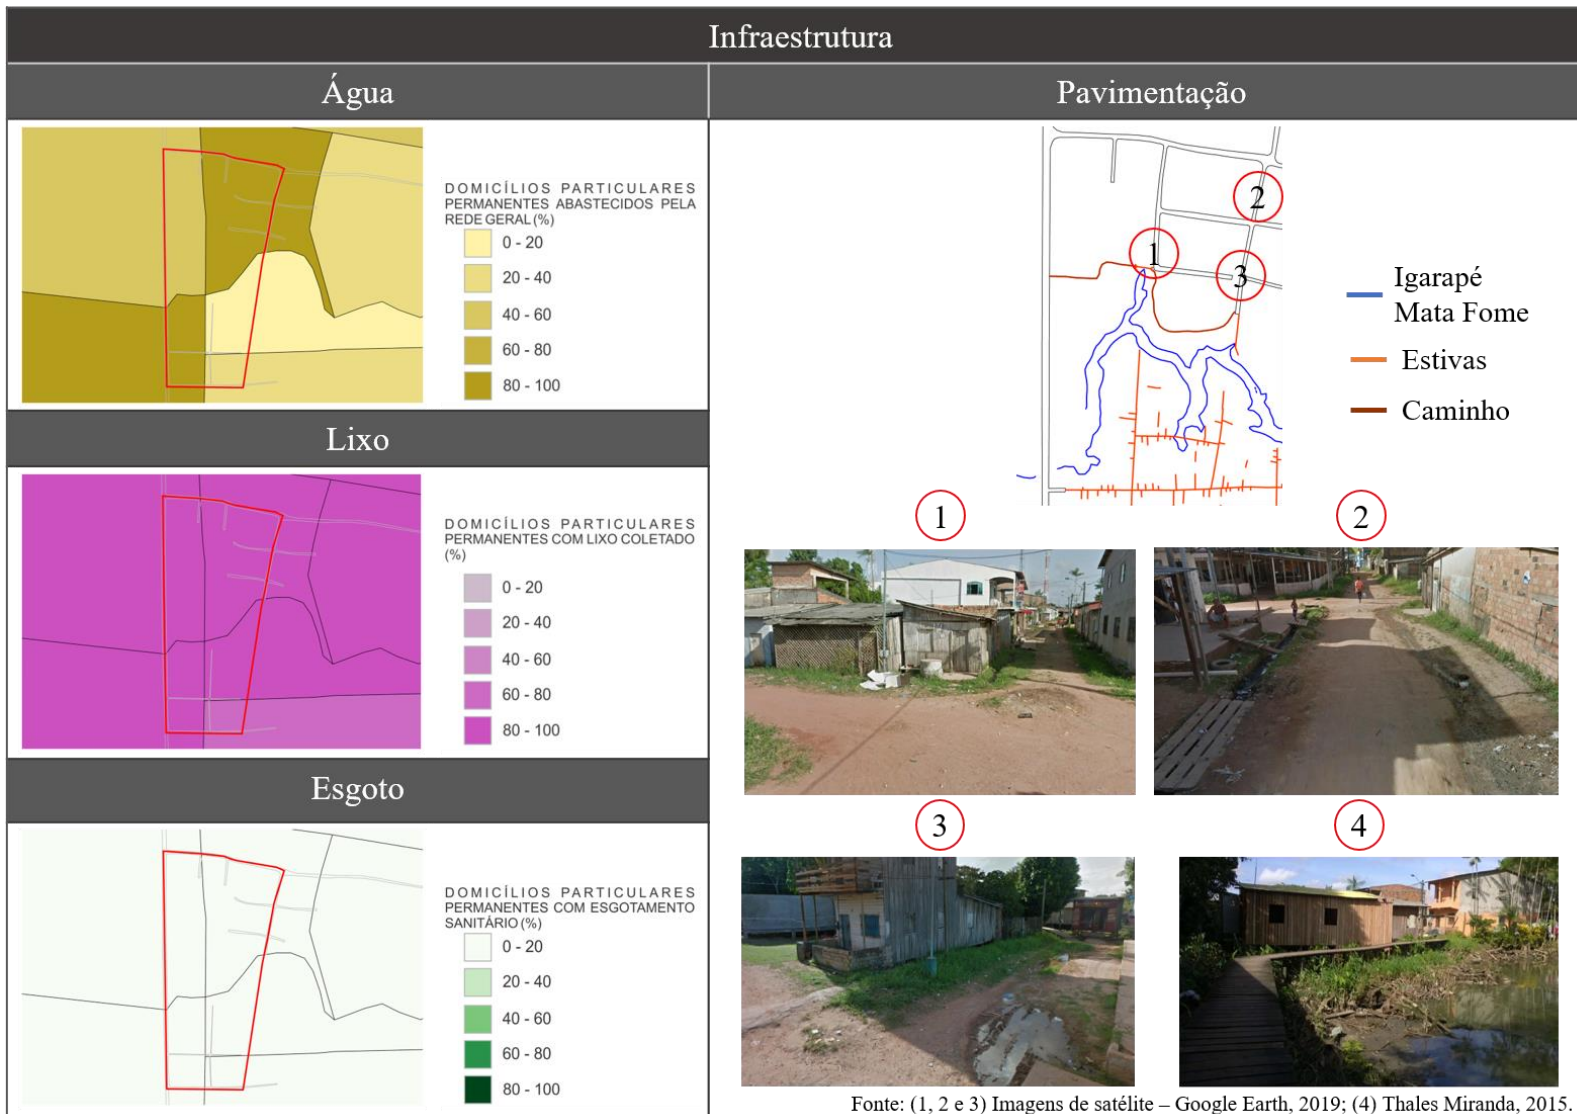 Infraestrutura
Água
Pavimentação
DOMICÍLIOS PARTICULARES
PERMANENTES ABASTECIDOS PELA
REDE GERAL (%)
0 - 20
20 - 40
40 - 60
60 - 80
80 - 100
Lixo
DOMICÍLIOS PARTICULARES
PERMANENTES COM LIXO COLETADO
(%)
0 - 20
20 - 40
40 - 60
60 - 80
80 - 100
Esgoto
DOMICÍLIOS PARTICULARES
PERMANENTES COM ESGOTAMENTO
SANITÁRIO (%)
0 - 20
20 - 40
40 - 60
60 - 80
80 - 100
2
1
3
Igarapé
Mata Fome
Estivas
Caminho
1
2
3
4
Fonte: (1, 2 e 3) Imagens de satélite – Google Earth, 2019; (4) Thales Miranda, 2015.